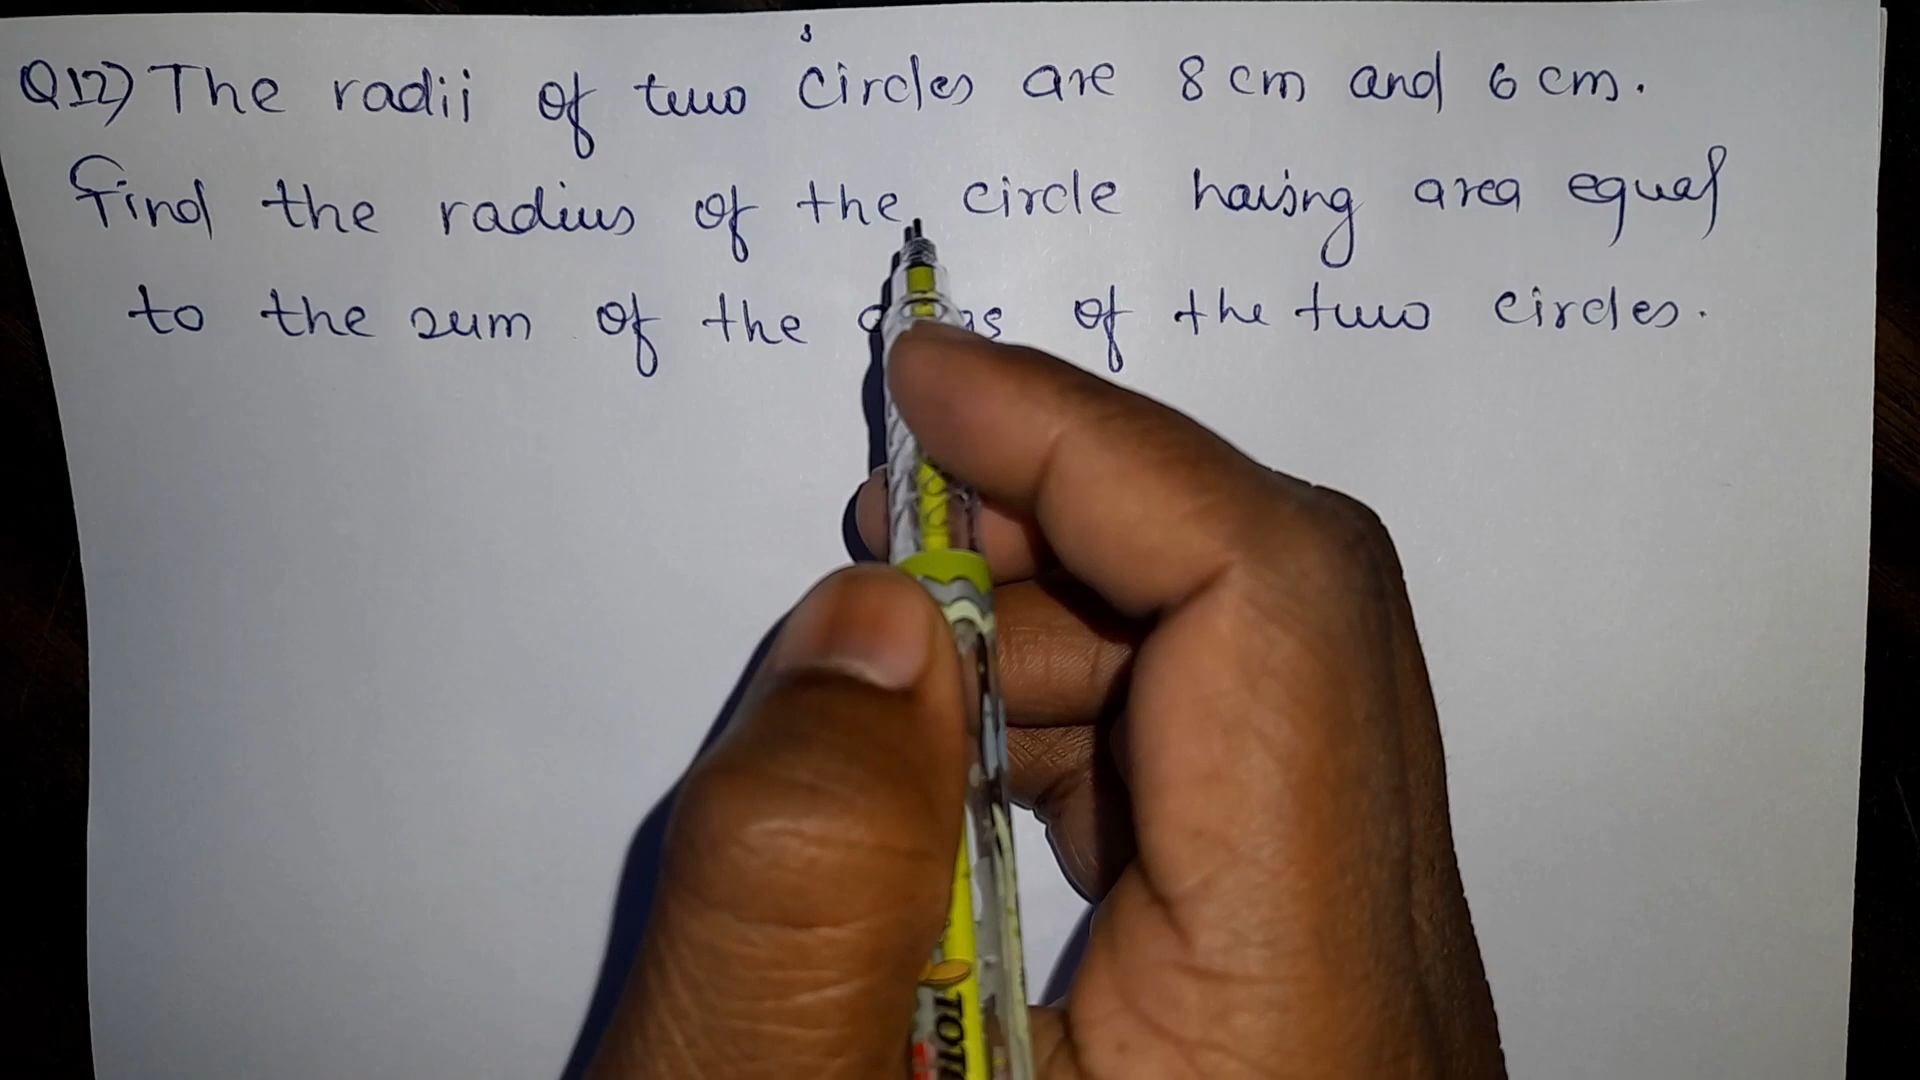 Q12) The radii of two circles are 8 cm and 6 cm.
Find the radius of the circle having area equal
to the sum of the of the two circles.